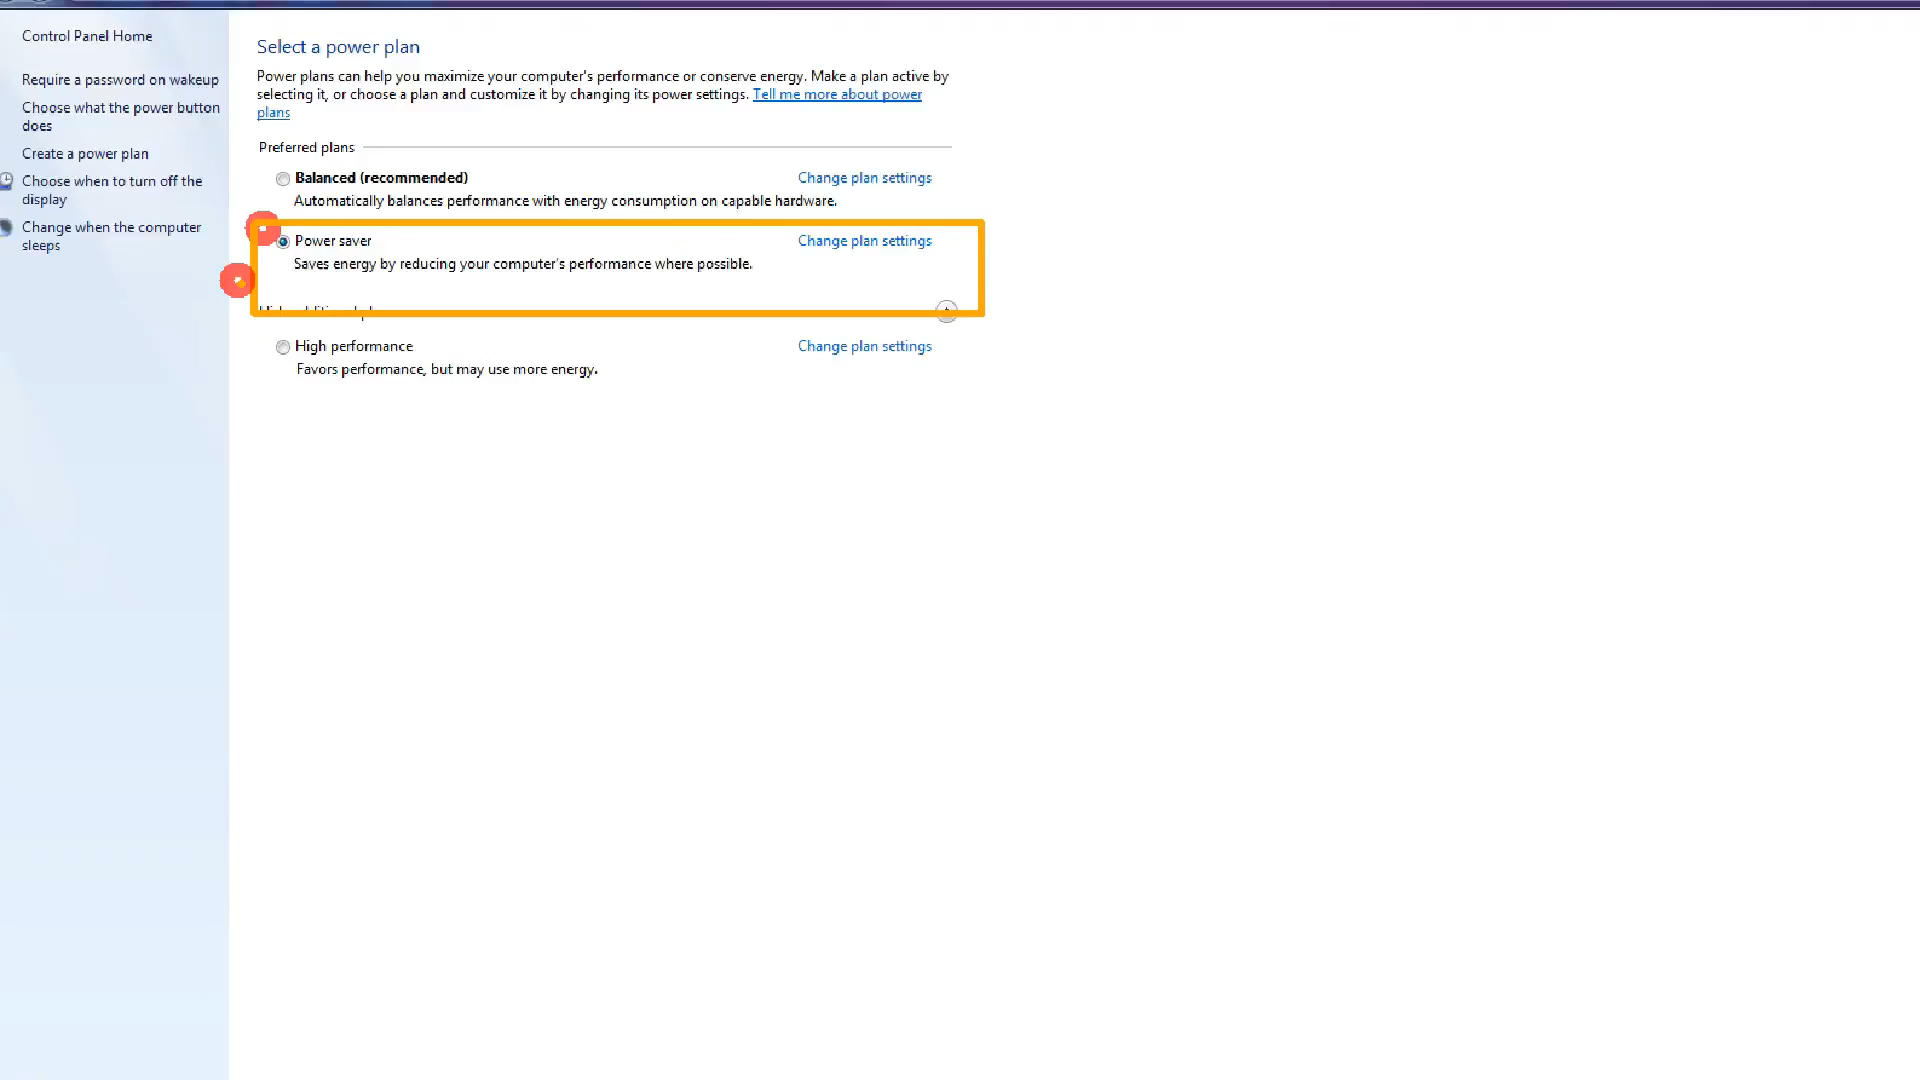 Control Panel Home
Require a password on wakeup
Choose what the power button
does
Create a power plan
Choose when to turn off the
display
Change when the computer
sleeps
Select a power plan
Power plans can help you maximize your computer's performance or conserve energy. Make a plan active by
selecting it, or choose a plan and customize it by changing its power settings. Tell me more about power
plans
Preferred plans
Balanced (recommended) Change plan settings
Automatically balances performance with energy consumption on capable hardware.
Power saver Change plan settings
Saves energy by reducing your computer's performance where possible.
High performance Change plan settings
Favors performance, but may use more energy.